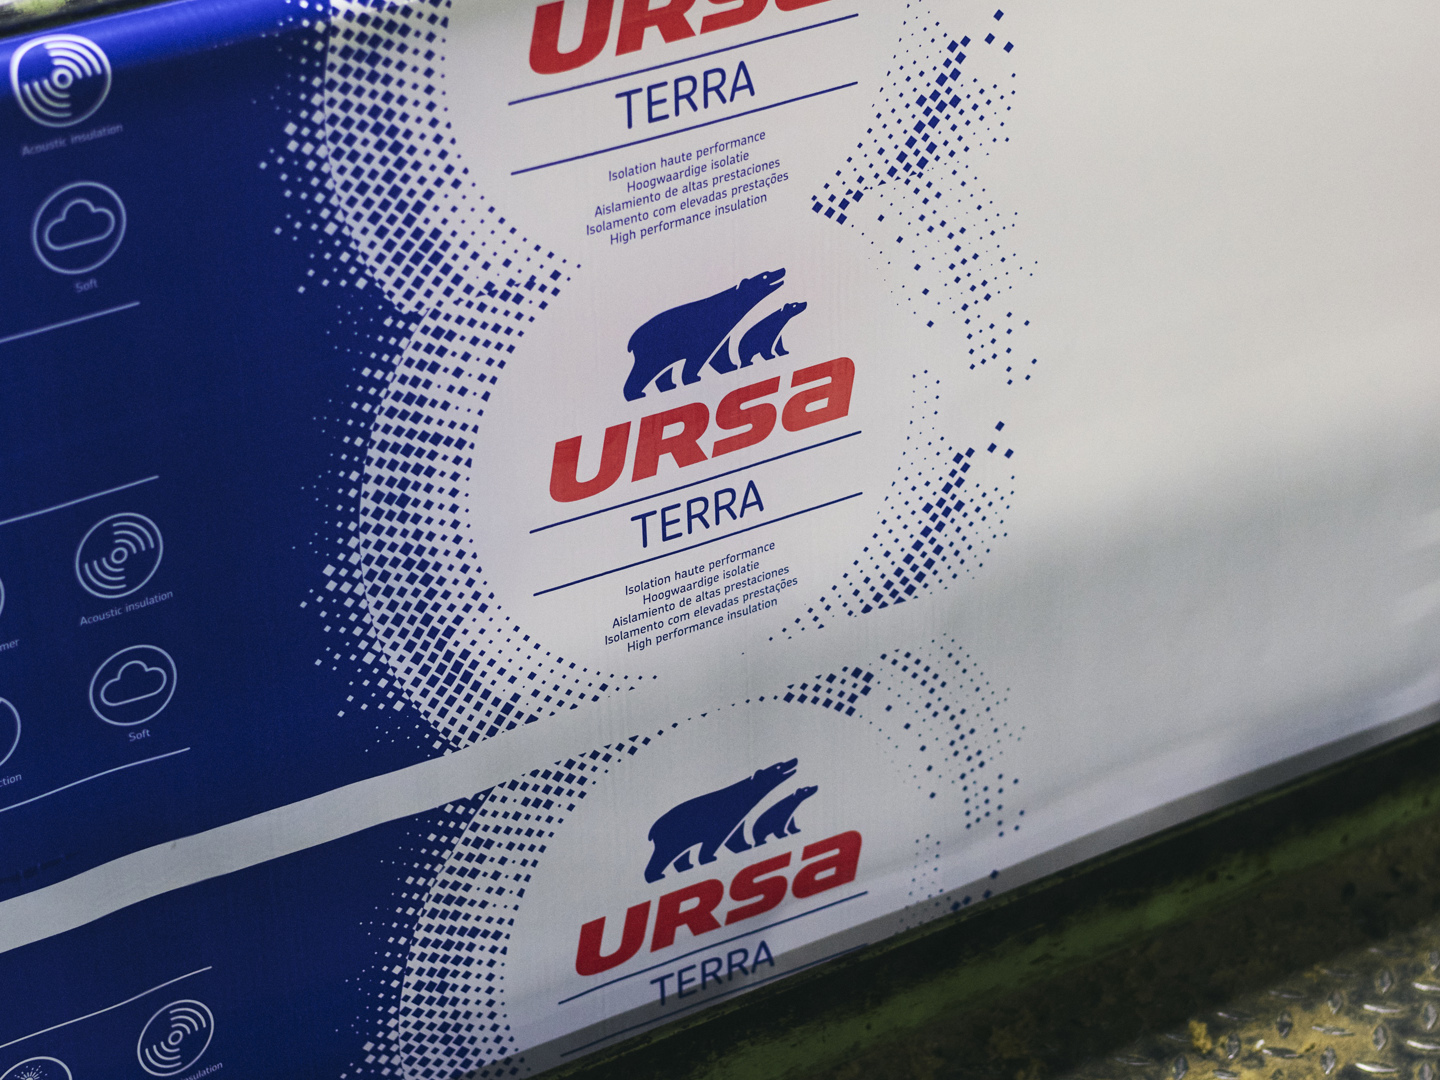 URSA
TERRA
Isolation haute performance
Hoogwaardige isolatie
Aislamiento de altas prestaciones
Isolamento com elevadas prestações
High performance insulation
Acoustic insulation
Soft
URSA
TERRA
Isolation haute performance
Hoogwaardige isolatie
Aislamiento de altas prestaciones
Isolamento com elevadas prestações
High performance insulation
Acoustic insulation
Soft
URSA
TERRA